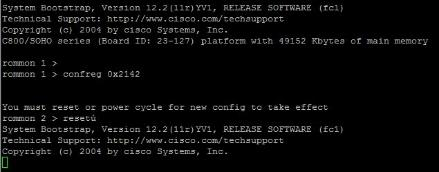 System Bootstrap, Version 12.2(11r)YV1, RELEASE SOFTWARE (fc1)
Technical Support: http://www.cisco.com/techsupport
Copyright (c) 2004 by cisco Systems, Inc.
C800/SOHO series (Board ID: 23-127) platform with 49152 Kbytes of main memory
rommon 1 >
rommon 1 > confreg 0x2142
You must reset or power cycle for new config to take effect
rommon 2 > resetû
System Bootstrap, Version 12.2(11r)YV1, RELEASE SOFTWARE (fc1)
Technical Support: http://www.cisco.com/techsupport
Copyright (c) 2004 by cisco Systems, Inc.